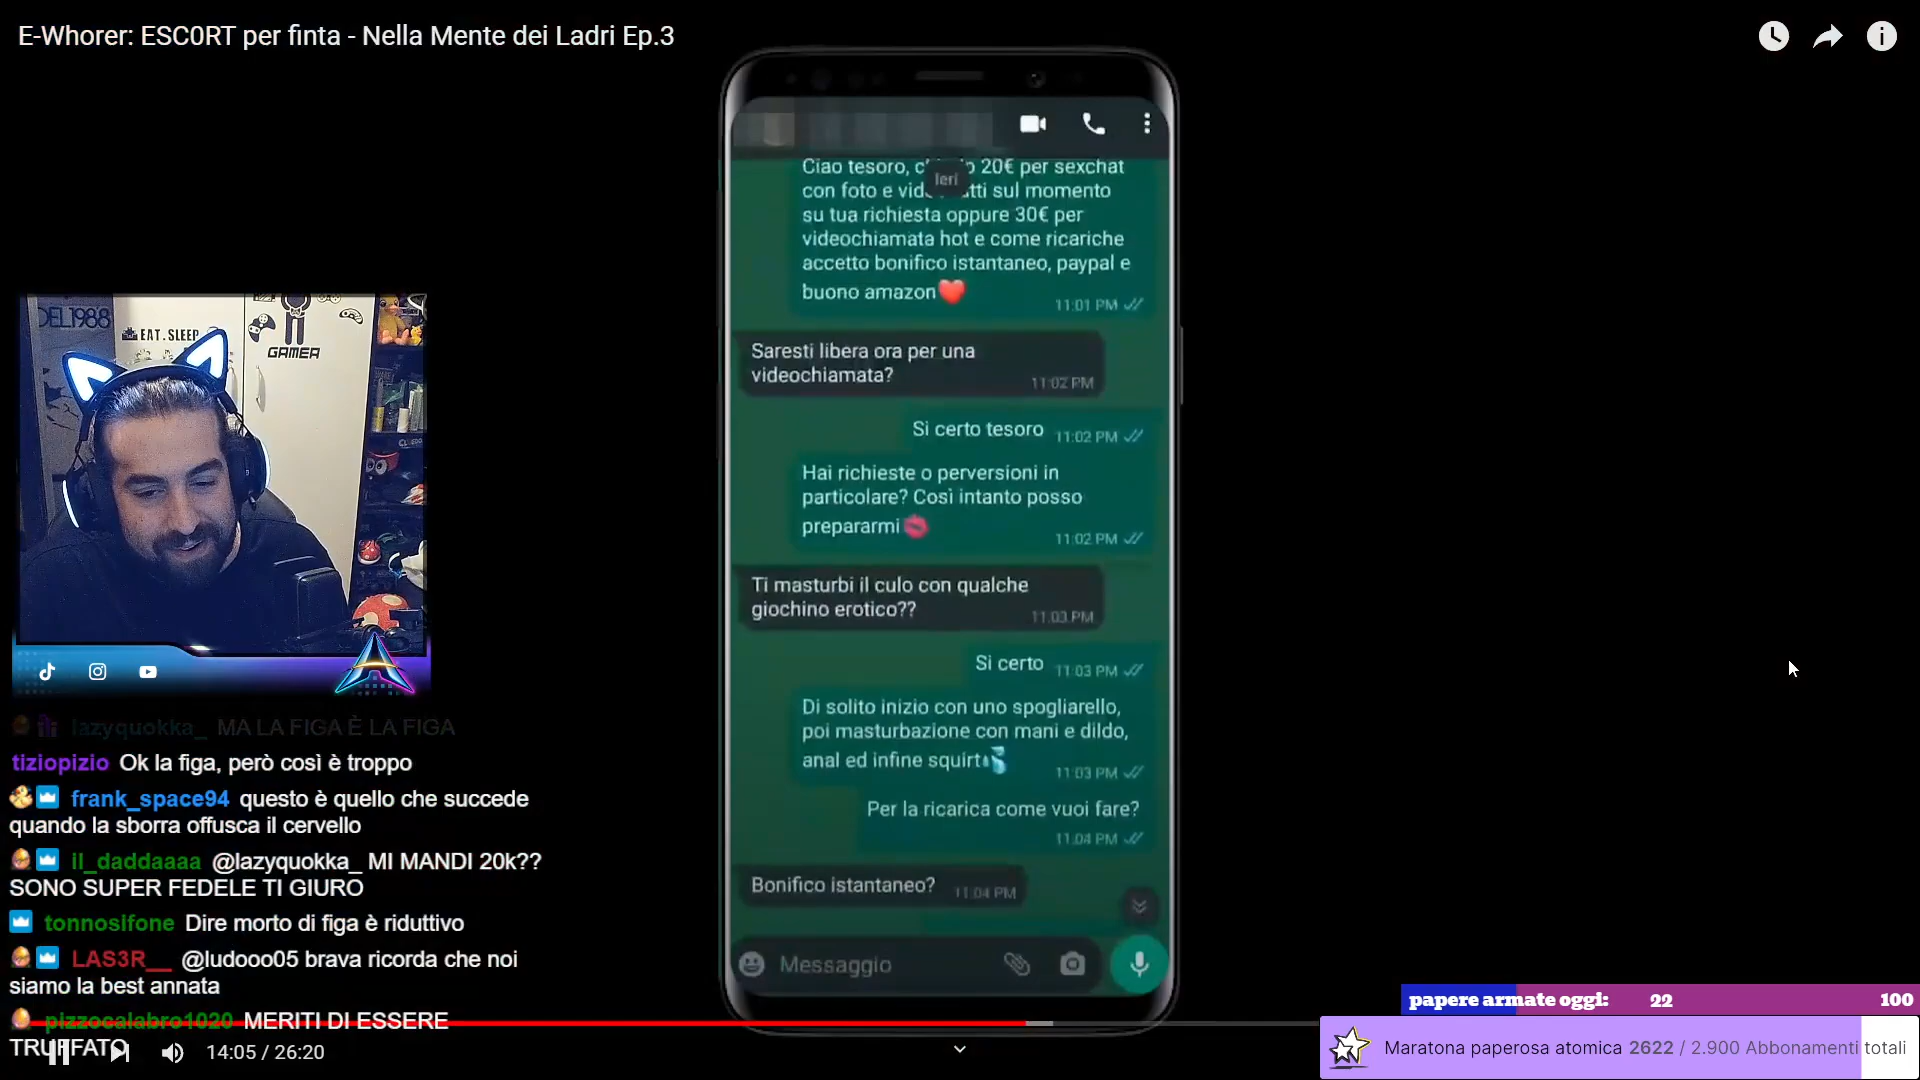 E-Whorer: ESC0RT per finta - Nella Mente dei Ladri Ep.3
Ieri
Ciao tesoro, 20€ per sexchat
con foto e sul momento
su tua richiesta oppure 30€ per
videochiamata hot e come ricariche
accetto bonifico istantaneo, paypal e
buono amazon❤️
11:01 PM
Saresti libera ora per una
videochiamata?
11:02 PM
Si certo tesoro
11:02 PM
Hai richieste o perversioni in
particolare? Così intanto posso
prepararmi💋
11:02 PM
Ti masturbi il culo con qualche
giochino erotico??
11:03 PM
Si certo
11:03 PM
Di solito inizio con uno spogliarello,
poi masturbazione con mani e dildo,
anal ed infine squirt💦
11:03 PM
Per la ricarica come vuoi fare?
11:04 PM
Bonifico istantaneo?
11:04 PM
Messaggio
DEL1988
EAT.SLEEP
GAMER
lazyquokka_ MA LA FIGA È LA FIGA
tiziopizio Ok la figa, però così è troppo
frank_space94 questo è quello che succede
quando la sborra offusca il cervello
il_daddaaaa @lazyquokka_ MI MANDI 20k??
SONO SUPER FEDELE TI GIURO
tonnosifone Dire morto di figa è riduttivo
LAS3R__ @ludooo05 brava ricorda che noi
siamo la best annata
pizzocalabro1020 MERITI DI ESSERE
TRUFFATO
14:05 / 26:20
papere armate oggi: 22 100
Maratona paperosa atomica 2622 / 2.900 Abbonamenti totali